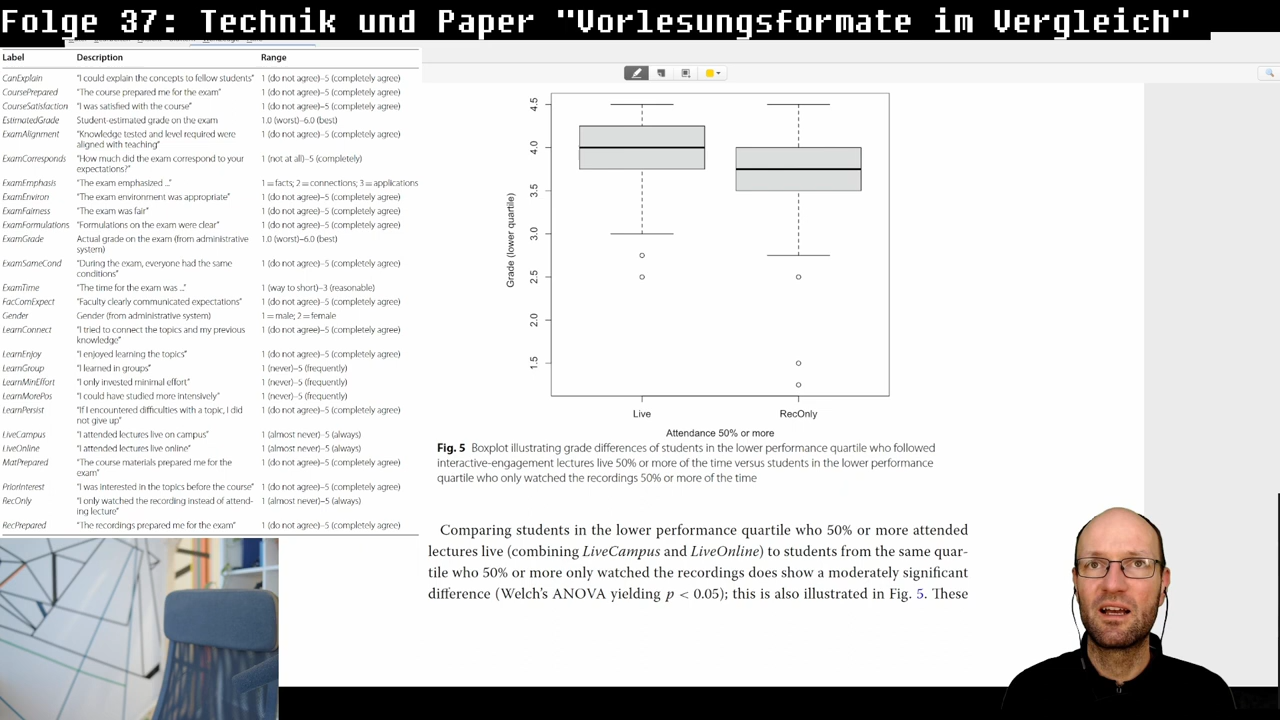 Folge 37: Technik und Paper "Vorlesungsformate im Vergleich"
Label Description Range
CanExplain "I could explain the concepts to fellow students" 1 (do not agree)–5 (completely agree)
CoursePrepared "The course prepared me for the exam" 1 (do not agree)–5 (completely agree)
CourseSatisfaction "I was satisfied with the course" 1 (do not agree)–5 (completely agree)
EstimatedGrade Student-estimated grade on the exam 1.0 (worst)–6.0 (best)
ExamAlignment "Knowledge tested and level required were 1 (do not agree)–5 (completely agree)
aligned with teaching"
ExamCorresponds "How much did the exam correspond to your 1 (not at all)–5 (completely)
expectations?"
ExamEmphasis "The exam emphasized ..." 1 = facts; 2 = connections; 3 = applications
ExamEnviron "The exam environment was appropriate" 1 (do not agree)–5 (completely agree)
ExamFairness "The exam was fair" 1 (do not agree)–5 (completely agree)
ExamFormulations "Formulations on the exam were clear" 1 (do not agree)–5 (completely agree)
ExamGrade Actual grade on the exam (from administrative 1.0 (worst)–6.0 (best)
system)
ExamSameCond "During the exam, everyone had the same 1 (do not agree)–5 (completely agree)
conditions"
ExamTime "The time for the exam was ..." 1 (way to short)–3 (reasonable)
FacComExpect "Faculty clearly communicated expectations" 1 (do not agree)–5 (completely agree)
Gender Gender (from administrative system) 1 = male; 2 = female
LearnConnect "I tried to connect the topics and my previous 1 (do not agree)–5 (completely agree)
knowledge"
LearnEnjoy "I enjoyed learning the topics" 1 (do not agree)–5 (completely agree)
LearnGroup "I learned in groups" 1 (never)–5 (frequently)
LearnMinEffort "I only invested minimal effort" 1 (never)–5 (frequently)
LearnMorePos "I could have studied more intensively" 1 (never)–5 (frequently)
LearnPersist "If I encountered difficulties with a topic, I did 1 (do not agree)–5 (completely agree)
not give up"
LiveCampus "I attended lectures live on campus" 1 (almost never)–5 (always)
LiveOnline "I attended lectures live online" 1 (almost never)–5 (always)
MatPrepared "The course materials prepared me for the 1 (do not agree)–5 (completely agree)
exam"
PriorInterest "I was interested in the topics before the course" 1 (do not agree)–5 (completely agree)
RecOnly "I only watched the recording instead of attend- 1 (almost never)–5 (always)
ing lecture"
RecPrepared "The recordings prepared me for the exam" 1 (do not agree)–5 (completely agree)
Grade (lower quartile)
4.5
4.0
3.5
3.0
2.5
2.0
1.5
Live RecOnly
Attendance 50% or more
Fig. 5 Boxplot illustrating grade differences of students in the lower performance quartile who followed
interactive-engagement lectures live 50% or more of the time versus students in the lower performance
quartile who only watched the recordings 50% or more of the time
Comparing students in the lower performance quartile who 50% or more attended
lectures live (combining LiveCampus and LiveOnline) to students from the same quar-
tile who 50% or more only watched the recordings does show a moderately significant
difference (Welch's ANOVA yielding p < 0.05); this is also illustrated in Fig. 5. These